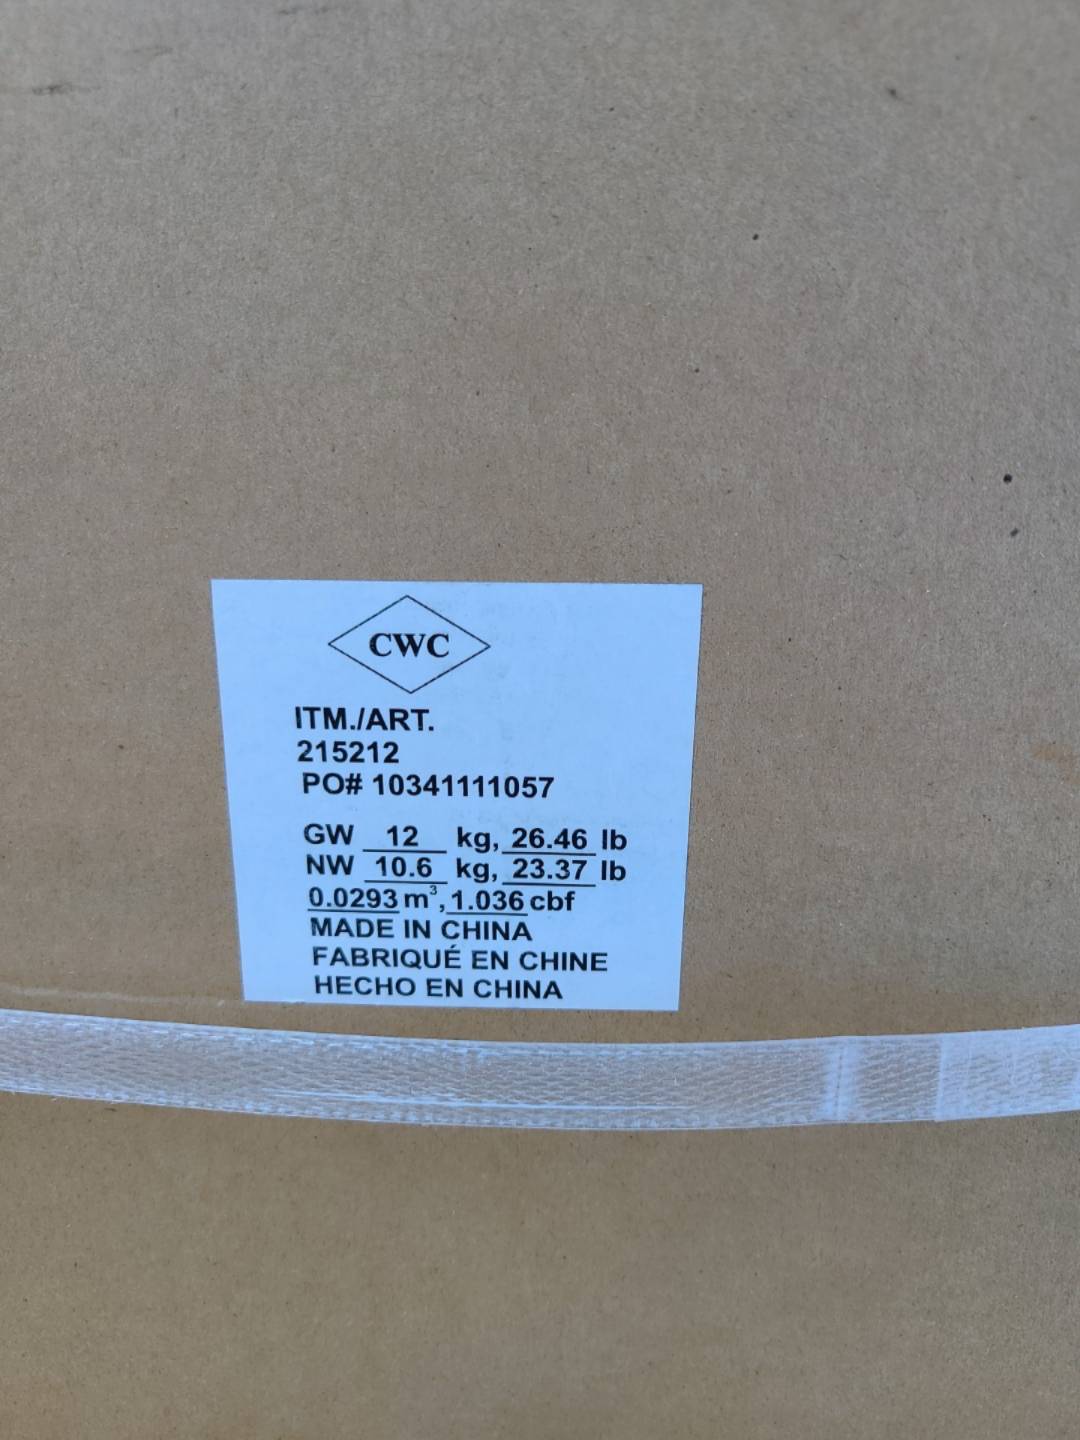 CWC
ITM./ART.
215212
PO# 10341111057
GW 12 kg, 26.46 lb
NW 10.6 kg, 23.37 lb
0.0293 m³, 1.036 cbf
MADE IN CHINA
FABRIQUÉ EN CHINE
HECHO EN CHINA